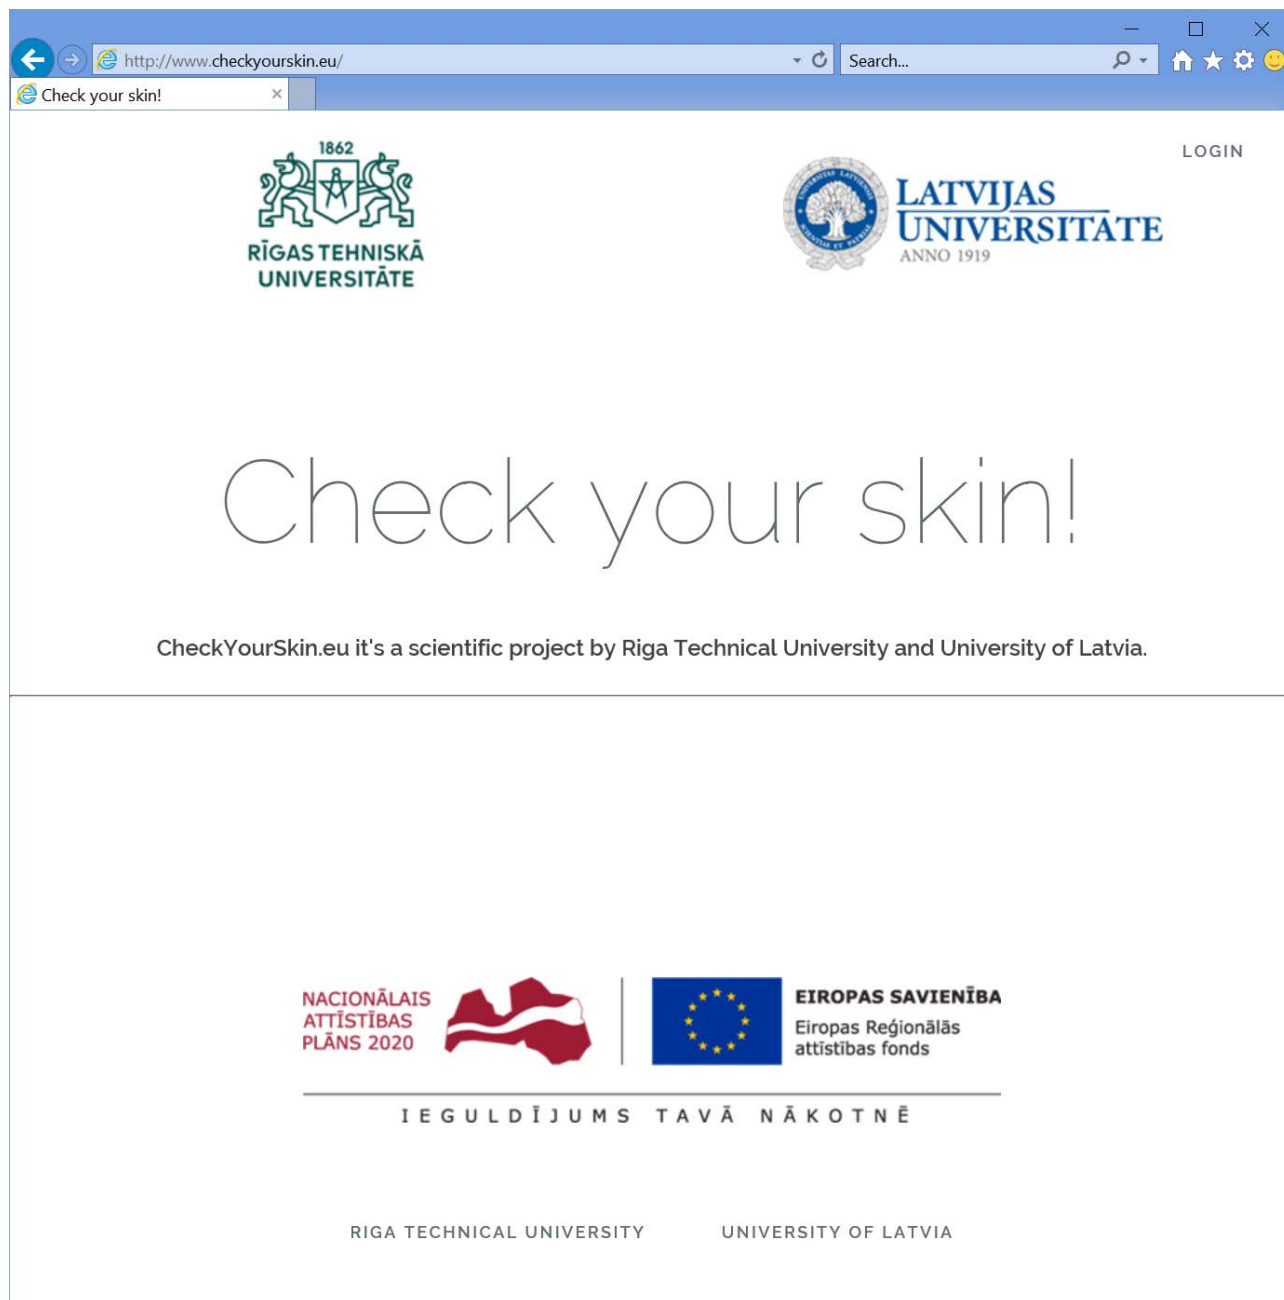 http://www.checkyourskin.eu/
Search...
Check your skin!
LOGIN
1862
RĪGAS TEHNISKĀ
UNIVERSITĀTE
LATVIJAS
UNIVERSITĀTE
ANNO 1919
Check your skin!
CheckYourSkin.eu it's a scientific project by Riga Technical University and University of Latvia.
NACIONĀLAIS
ATTĪSTĪBAS
PLĀNS 2020
EIROPAS SAVIENĪBA
Eiropas Reģionālās
attīstības fonds
IEGULDĪJUMS TAVĀ NĀKOTNĒ
RIGA TECHNICAL UNIVERSITY
UNIVERSITY OF LATVIA